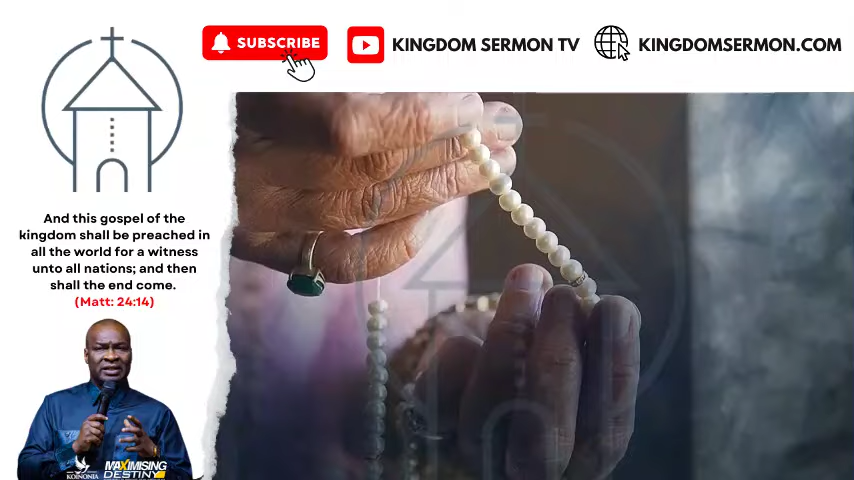 SUBSCRIBE
KINGDOM SERMON TV
KINGDOMSERMON.COM
And this gospel of the
kingdom shall be preached in
all the world for a witness
unto all nations; and then
shall the end come.
(Matt: 24:14)
KOINONIA
MAXIMISING
DESTINY